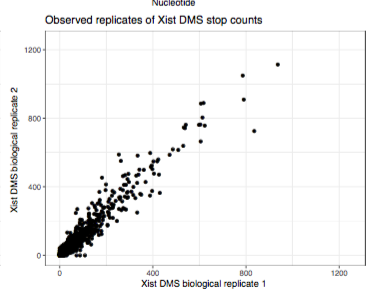 Nucleotide
Observed replicates of Xist DMS stop counts
Xist DMS biological replicate 2
1200
800
400
0
0 400 800 1200
Xist DMS biological replicate 1